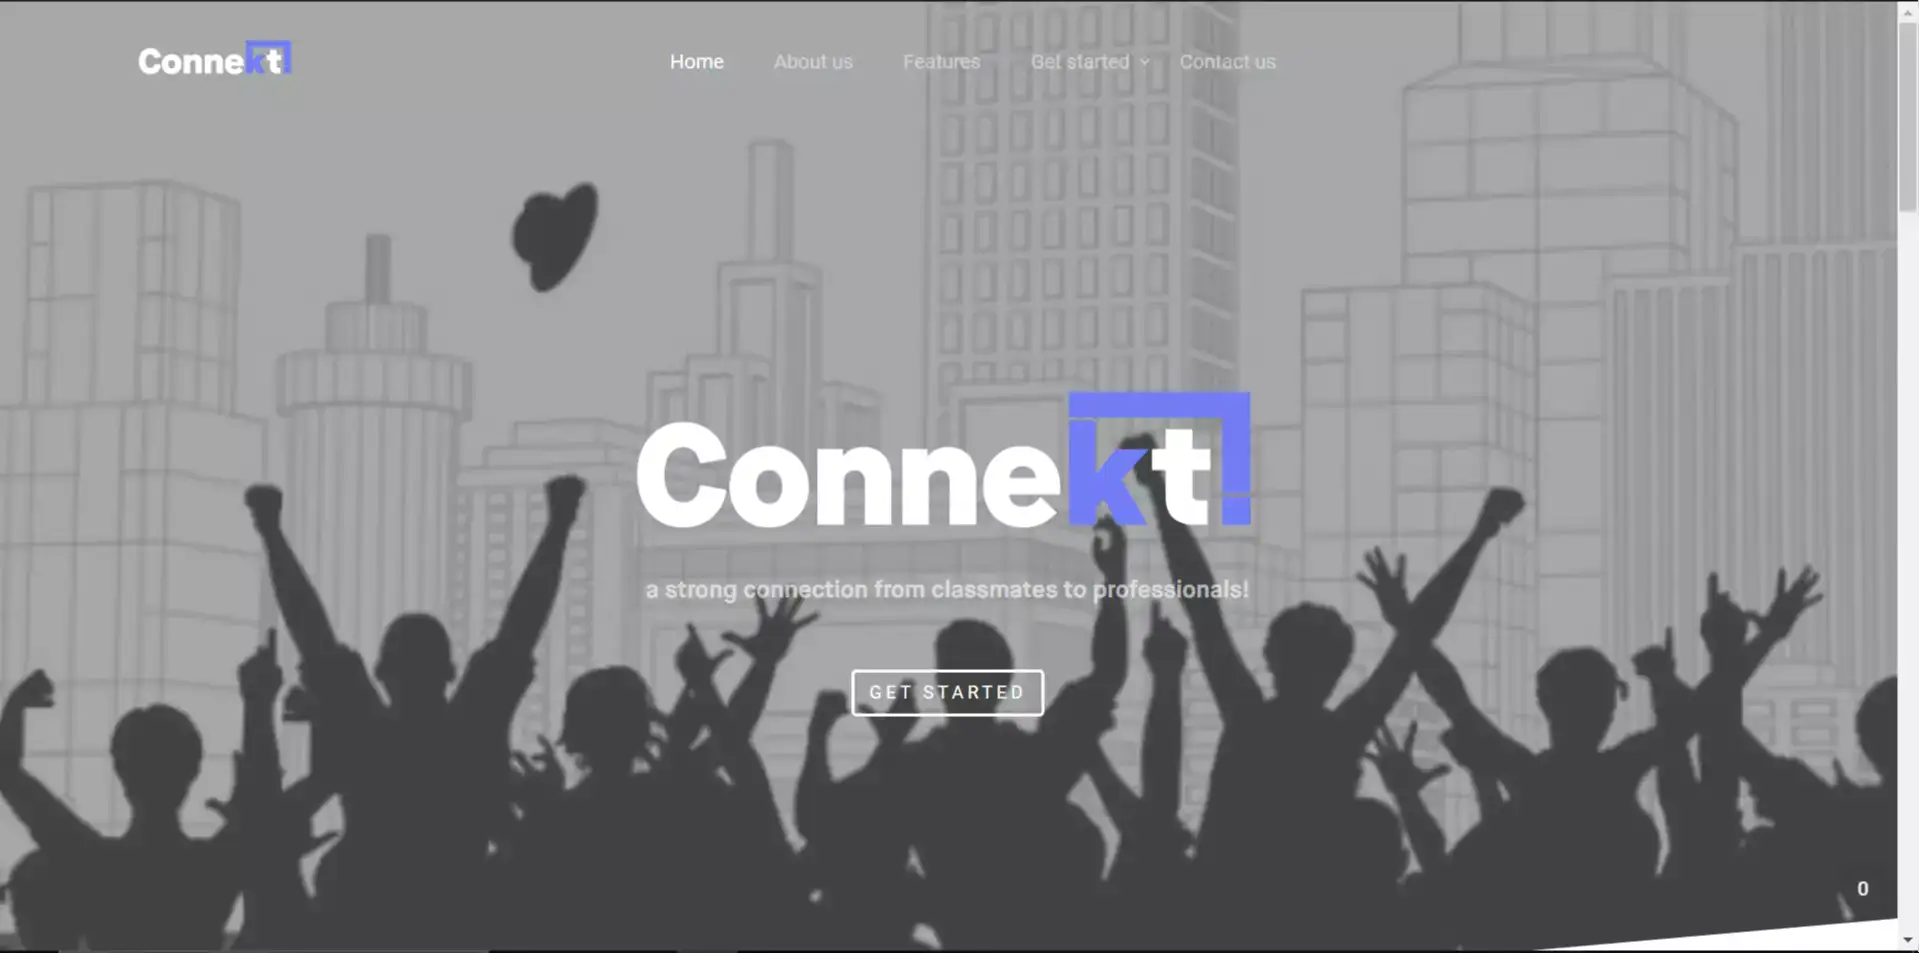 Connekt
Home About us Features Get started Contact us
Connekt
a strong connection from classmates to professionals!
GET STARTED
0